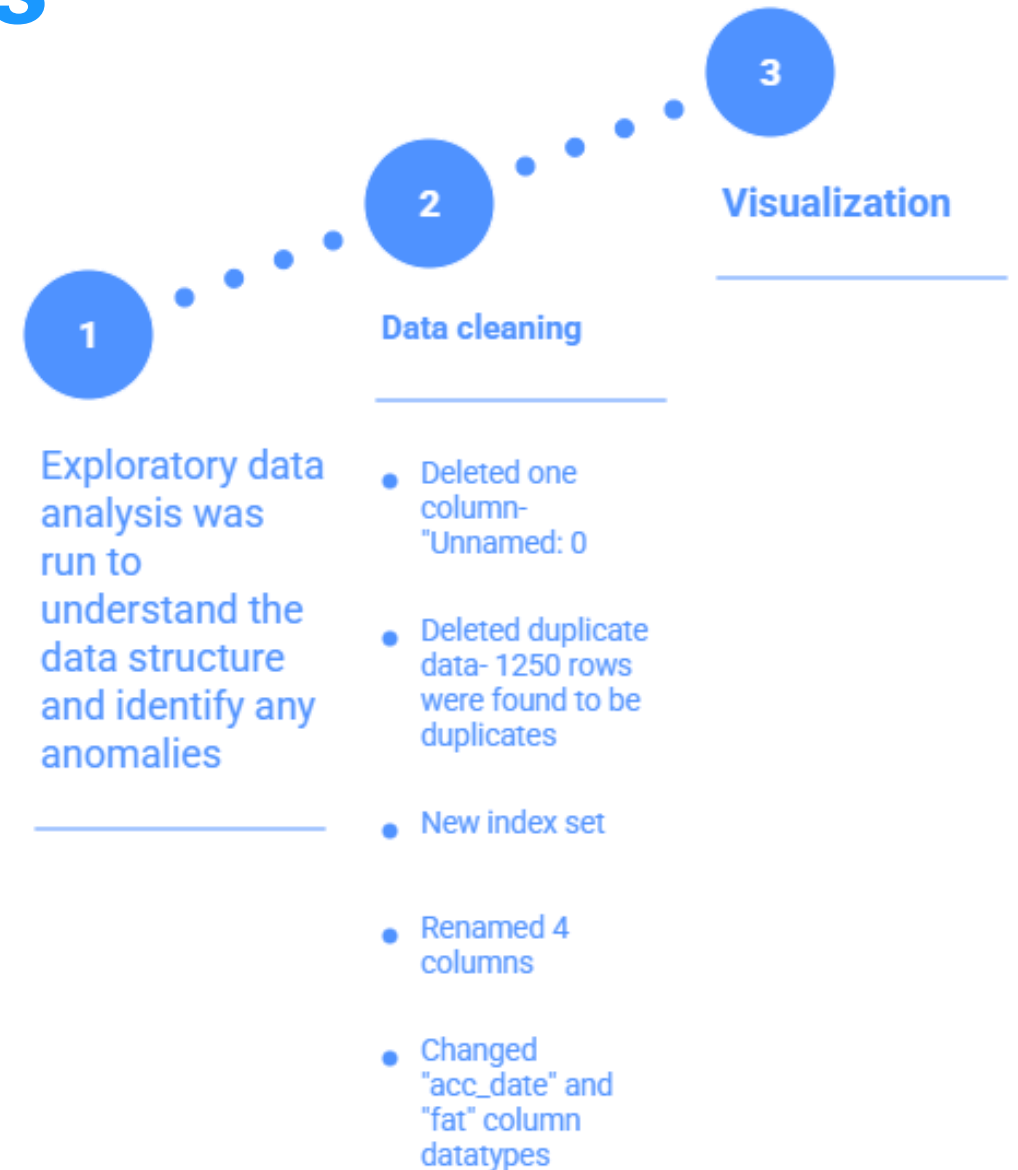 s
1
Exploratory data
analysis was
run to
understand the
data structure
and identify any
anomalies
2
Data cleaning
Deleted one
column-
"Unnamed: 0
Deleted duplicate
data- 1250 rows
were found to be
duplicates
New index set
Renamed 4
columns
Changed
"acc_date" and
"fat" column
datatypes
3
Visualization